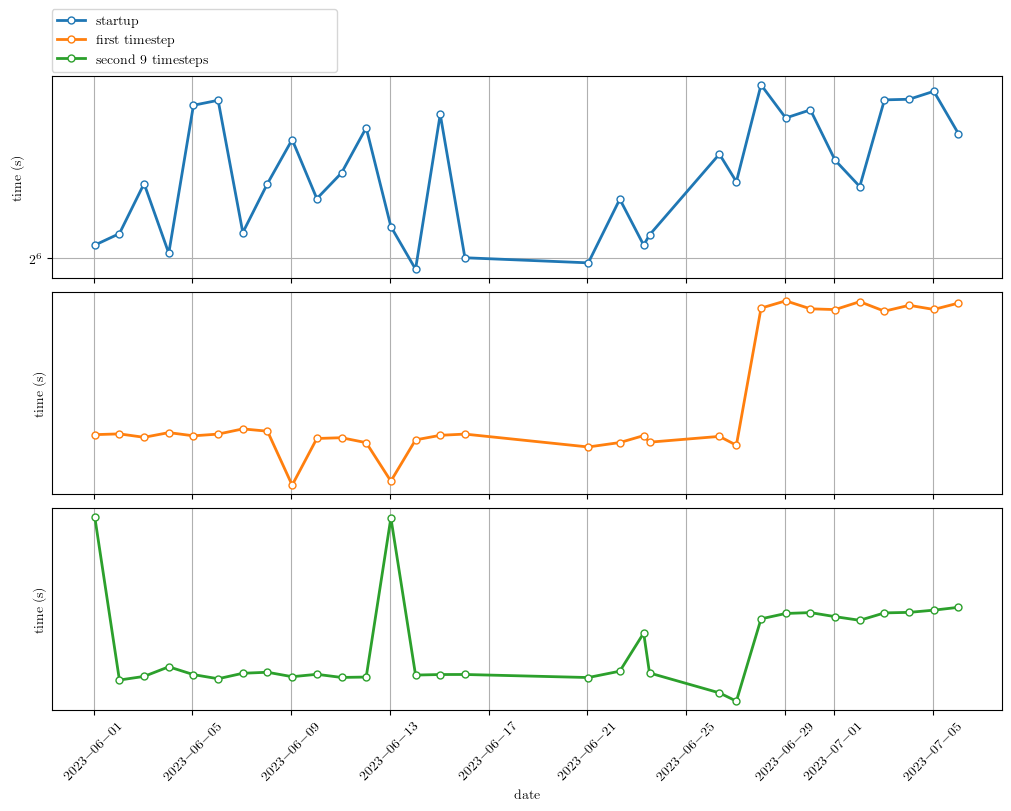 startup
first timestep
second 9 timesteps
time (s)
2⁶
time (s)
time (s)
2023−06−01
2023−06−05
2023−06−09
2023−06−13
2023−06−17
2023−06−21
2023−06−25
2023−06−29
2023−07−01
2023−07−05
date